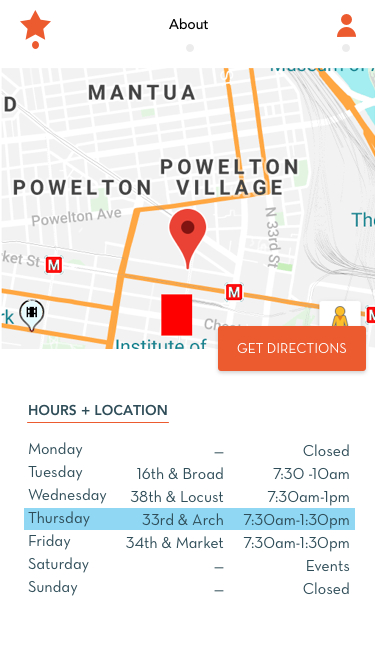 About
Museum of A
MANTUA
D
POWELTON
POWELTON VILLAGE
Powelton Ave
N 33rd St
The
ket St
M
M
M
rk
Ches
Institute of
GET DIRECTIONS
HOURS + LOCATION
Monday – Closed
Tuesday 16th & Broad 7:30 -10am
Wednesday 38th & Locust 7:30am-1pm
Thursday 33rd & Arch 7:30am-1:30pm
Friday 34th & Market 7:30am-1:30pm
Saturday – Events
Sunday – Closed